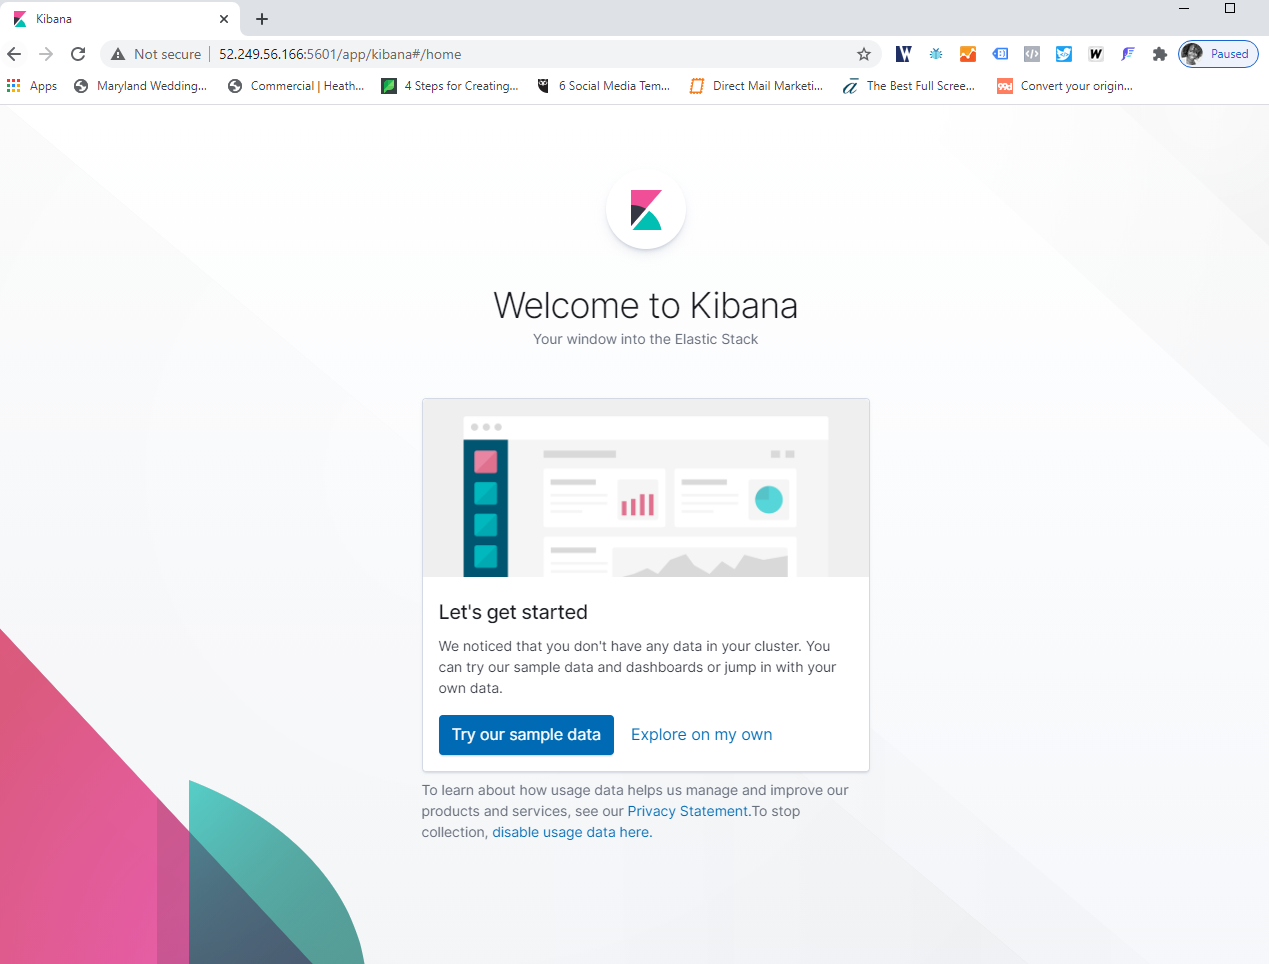 Kibana
Not secure 52.249.56.166:5601/app/kibana#/home
Paused
Apps Maryland Wedding... Commercial | Heath... 4 Steps for Creating... 6 Social Media Tem... Direct Mail Marketi... The Best Full Scree... Convert your origin...
Welcome to Kibana
Your window into the Elastic Stack
Let's get started
We noticed that you don't have any data in your cluster. You
can try our sample data and dashboards or jump in with your
own data.
Try our sample data Explore on my own
To learn about how usage data helps us manage and improve our
products and services, see our Privacy Statement.To stop
collection, disable usage data here.